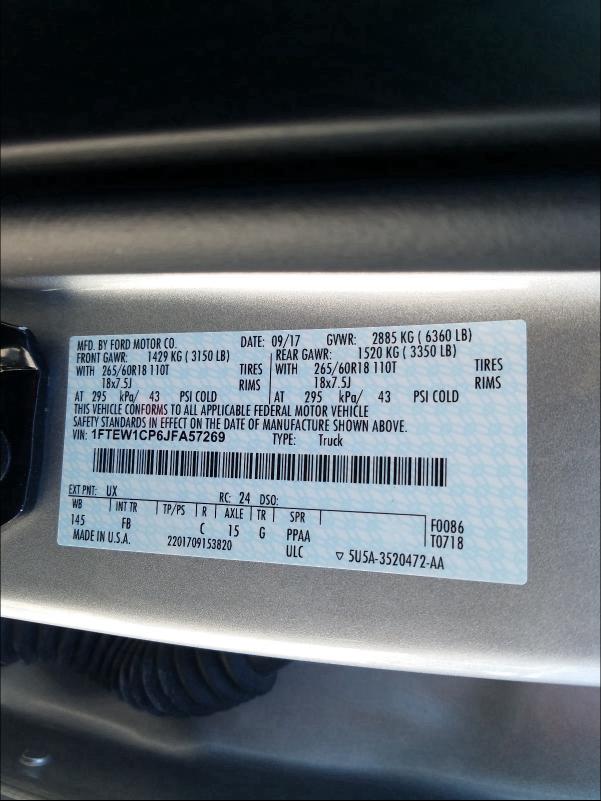 MFD. BY FORD MOTOR CO. DATE: 09/17 GVWR: 2885 KG ( 6360 LB)
FRONT GAWR: 1429 KG ( 3150 LB) REAR GAWR: 1520 KG ( 3350 LB)
WITH 265/60R18 110T TIRES WITH 265/60R18 110T TIRES
18x7.5J RIMS 18x7.5J RIMS
AT 295 kPa/ 43 PSI COLD AT 295 kPa/ 43 PSI COLD
THIS VEHICLE CONFORMS TO ALL APPLICABLE FEDERAL MOTOR VEHICLE
SAFETY STANDARDS IN EFFECT ON THE DATE OF MANUFACTURE SHOWN ABOVE.
VIN: 1FTEW1CP6JFA57269 TYPE: Truck
EXT PNT: UX RC: 24 DSO:
WB INT TR TP/PS R AXLE TR SPR F0086
145 FB C 15 G PPAA T0718
MADE IN U.S.A. 2201709153820 ULC ▽ 5U5A-3520472-AA